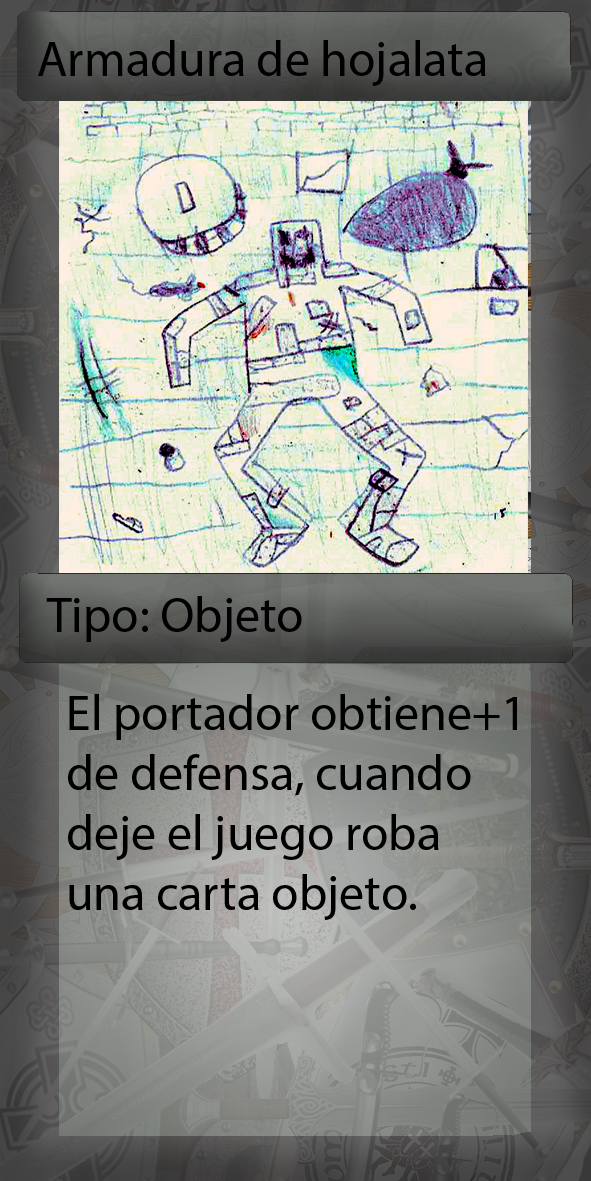 Armadura de hojalata
Tipo: Objeto
El portador obtiene+1
de defensa, cuando
deje el juego roba
una carta objeto.